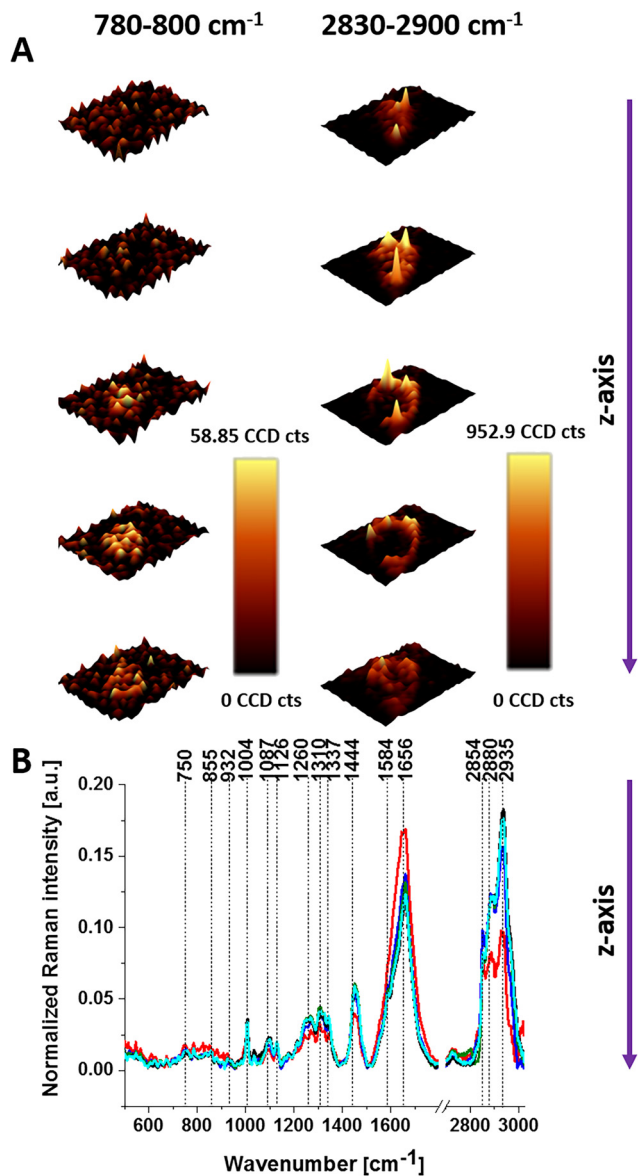 780-800 cm⁻¹ 2830-2900 cm⁻¹
A
z-axis
58.85 CCD cts 952.9 CCD cts
0 CCD cts 0 CCD cts
B
750 855 932 1004 1087 1126 1260 1310 1337 1444 1584 1656 2854 2880 2935
Normalized Raman intensity [a.u.]
0.20
0.15
0.10
0.05
0.00
z-axis
600 800 1000 1200 1400 1600 2800 3000
Wavenumber [cm⁻¹]